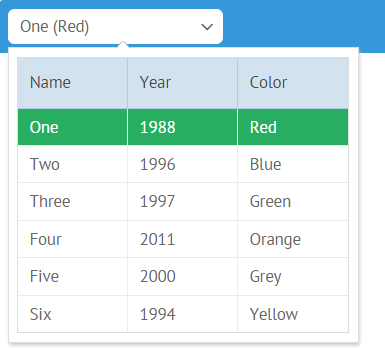 One (Red)
Name Year Color
One 1988 Red
Two 1996 Blue
Three 1997 Green
Four 2011 Orange
Five 2000 Grey
Six 1994 Yellow